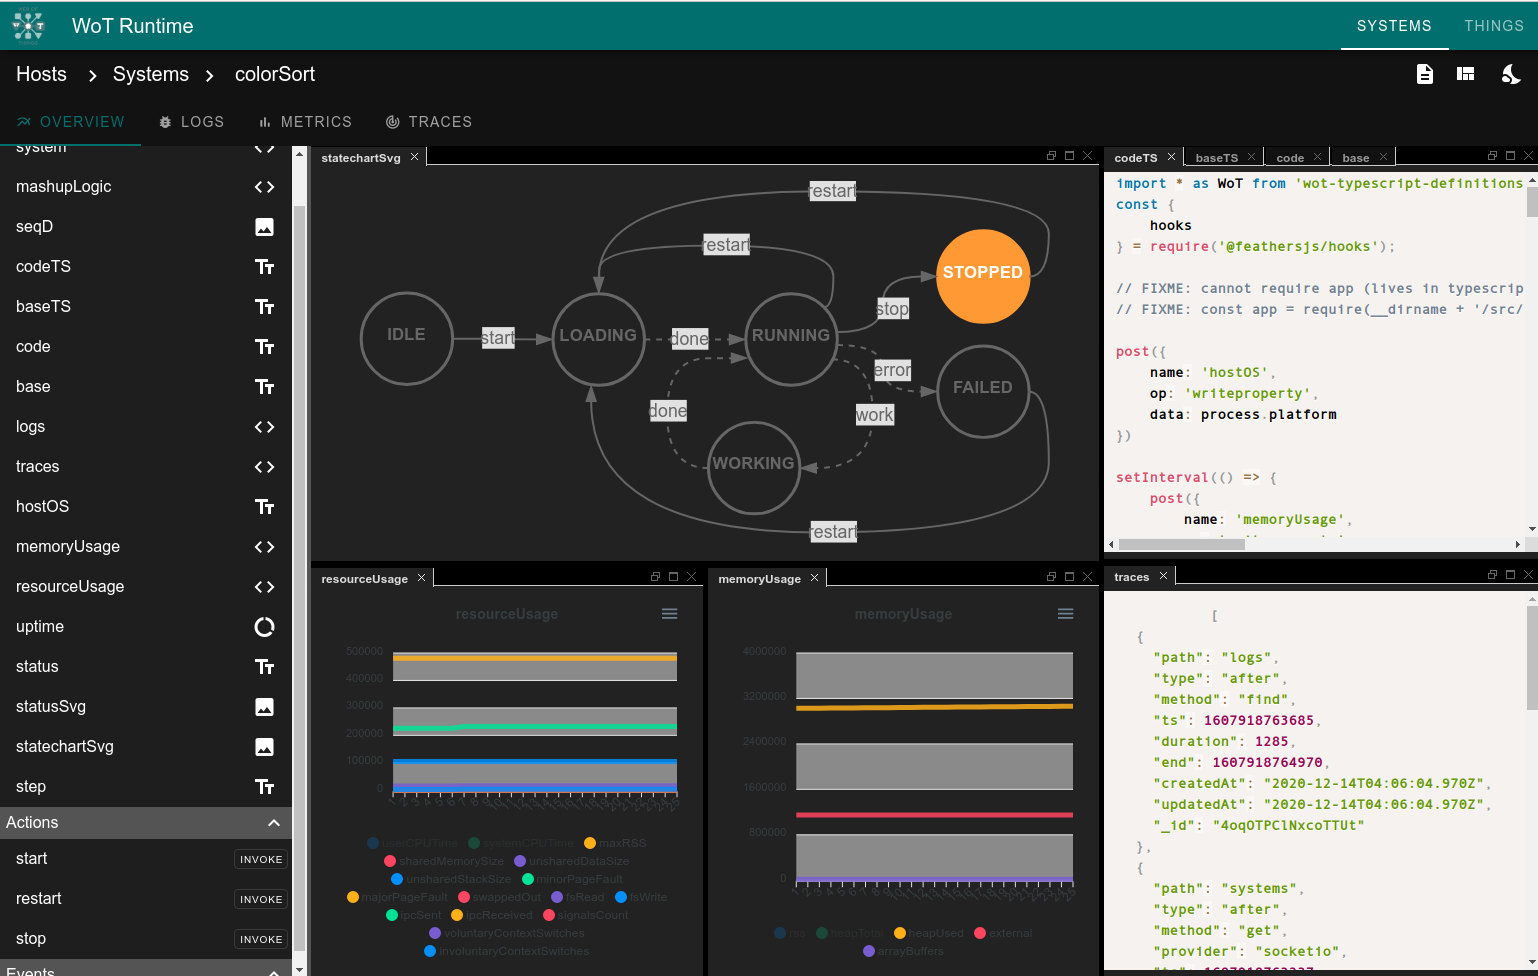 WoT Runtime
SYSTEMS
THINGS
Hosts
Systems
colorSort
OVERVIEW
LOGS
METRICS
TRACES
system
mashupLogic
seqD
codeTS
baseTS
code
base
logs
traces
hostOS
memoryUsage
resourceUsage
uptime
status
statusSvg
statechartSvg
step
Actions
start INVOKE
restart INVOKE
stop INVOKE
Events
statechartSvg
restart
restart
STOPPED
stop
IDLE
start
LOADING
done
RUNNING
error
FAILED
done
work
WORKING
restart
resourceUsage
resourceUsage
500000
400000
300000
200000
100000
0
userCPUTime systemCPUTime maxRSS
sharedMemorySize unsharedDataSize
unsharedStackSize minorPageFault
majorPageFault swappedOut fsRead fsWrite
ipcSent ipcReceived signalsCount
voluntaryContextSwitches
involuntaryContextSwitches
memoryUsage
memoryUsage
4000000
3200000
2400000
1600000
800000
0
rss heapTotal heapUsed external
arrayBuffers
codeTS baseTS code base
import * as WoT from 'wot-typescript-definitions
const {
hooks
} = require('@feathersjs/hooks');
// FIXME: cannot require app (lives in typescrip
// FIXME: const app = require(__dirname + '/src/
post({
name: 'hostOS',
op: 'writeproperty',
data: process.platform
})
setInterval(() => {
post({
name: 'memoryUsage',
traces
[
{
"path": "logs",
"type": "after",
"method": "find",
"ts": 1607918763685,
"duration": 1285,
"end": 1607918764970,
"createdAt": "2020-12-14T04:06:04.970Z",
"updatedAt": "2020-12-14T04:06:04.970Z",
"_id": "4oqOTPClNxcoTTUt"
},
{
"path": "systems",
"type": "after",
"method": "get",
"provider": "socketio",